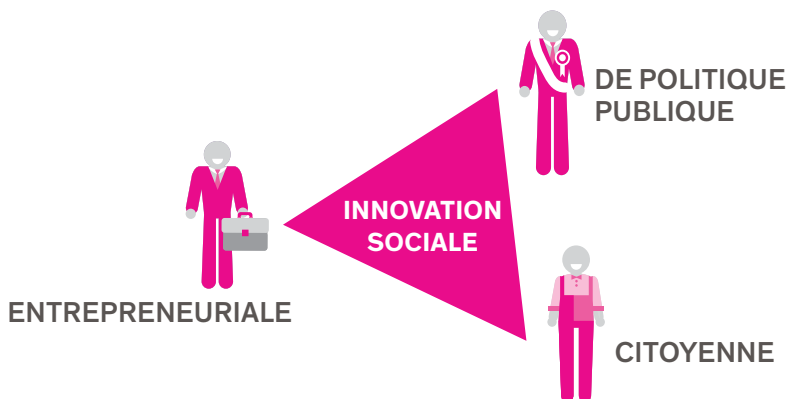 DE POLITIQUE
PUBLIQUE
INNOVATION
SOCIALE
ENTREPRENEURIALE
CITOYENNE